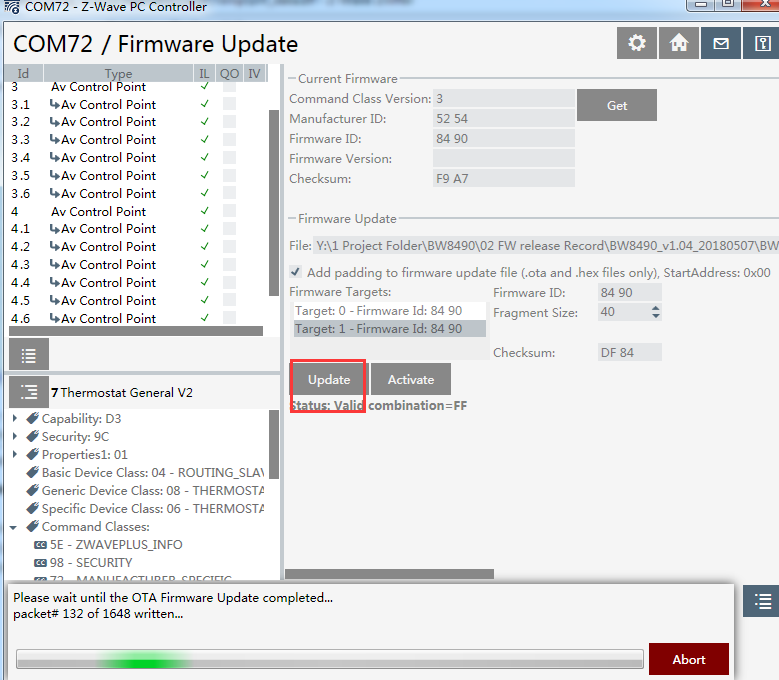 COM72 - Z-Wave PC Controller
COM72 / Firmware Update
Id Type IL QO IV
3 Av Control Point
3.1 Av Control Point
3.2 Av Control Point
3.3 Av Control Point
3.4 Av Control Point
3.5 Av Control Point
3.6 Av Control Point
4 Av Control Point
4.1 Av Control Point
4.2 Av Control Point
4.3 Av Control Point
4.4 Av Control Point
4.5 Av Control Point
4.6 Av Control Point
7 Thermostat General V2
Capability: D3
Security: 9C
Properties1: 01
Basic Device Class: 04 - ROUTING_SLAV
Generic Device Class: 08 - THERMOSTA
Specific Device Class: 06 - THERMOSTA
Command Classes:
CC 5E - ZWAVEPLUS_INFO
CC 98 - SECURITY
CC 72 - MANUFACTURER_SPECIFIC
Current Firmware
Command Class Version: 3
Get
Manufacturer ID: 52 54
Firmware ID: 84 90
Firmware Version:
Checksum: F9 A7
Firmware Update
File: Y:\1 Project Folder\BW8490\02 FW release Record\BW8490_v1.04_20180507\BW
Add padding to firmware update file (.ota and .hex files only), StartAddress: 0x00
Firmware Targets:
Target: 0 - Firmware Id: 84 90
Target: 1 - Firmware Id: 84 90
Firmware ID: 84 90
Fragment Size: 40
Checksum: DF 84
Update Activate
Status: Valid combination=FF
Please wait until the OTA Firmware Update completed...
packet# 132 of 1648 written...
Abort